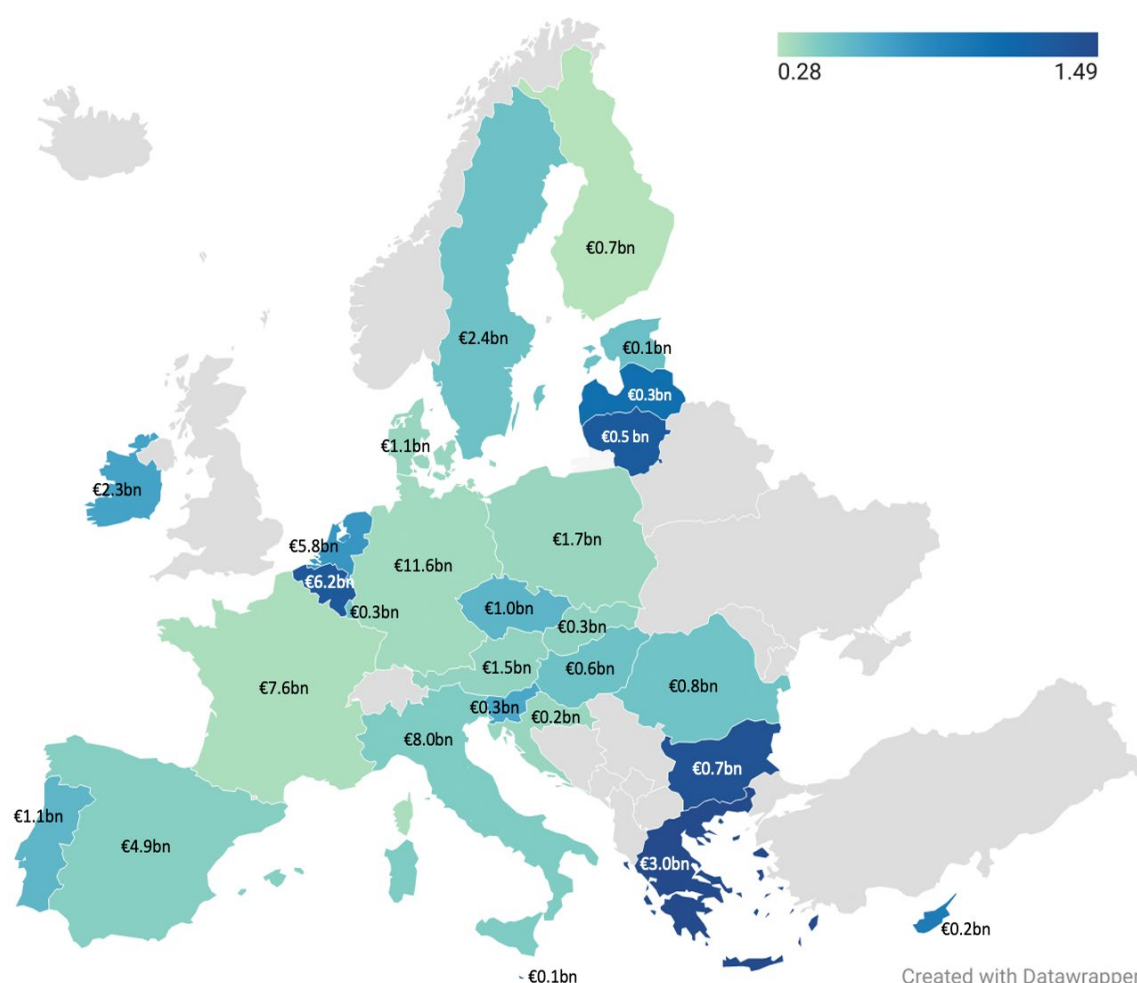 0.28
1.49
€0.7bn
€2.4bn
€0.1bn
€0.3bn
€0.5 bn
€1.1bn
€2.3bn
€5.8bn
€11.6bn
€1.7bn
€6.2bn
€0.3bn
€1.0bn
€0.3bn
€1.5bn
€0.6bn
€7.6bn
€0.8bn
€0.3bn
€0.2bn
€8.0bn
€0.7bn
€1.1bn
€4.9bn
€3.0bn
€0.2bn
€0.1bn
Created with Datawrapper